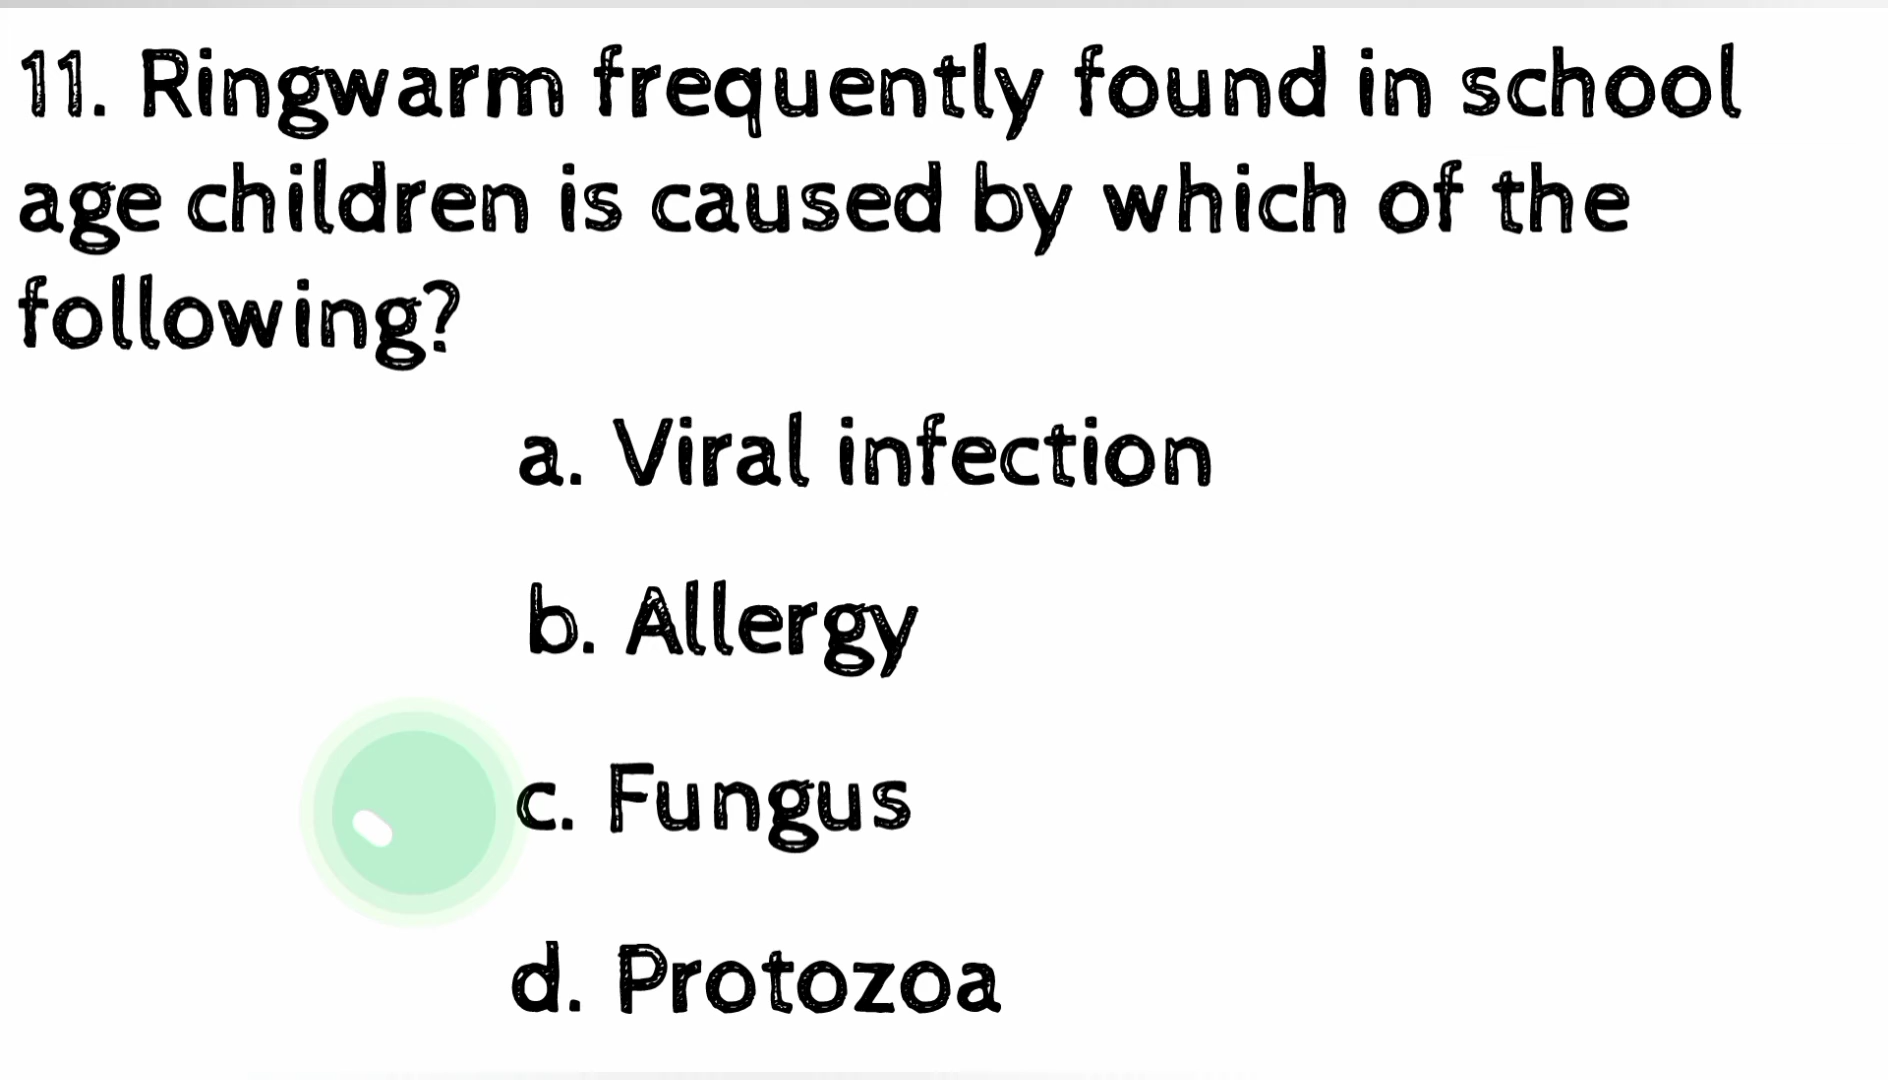 11. Ringwarm frequently found in school
age children is caused by which of the
following?
a. Viral infection
b. Allergy
c. Fungus
d. Protozoa